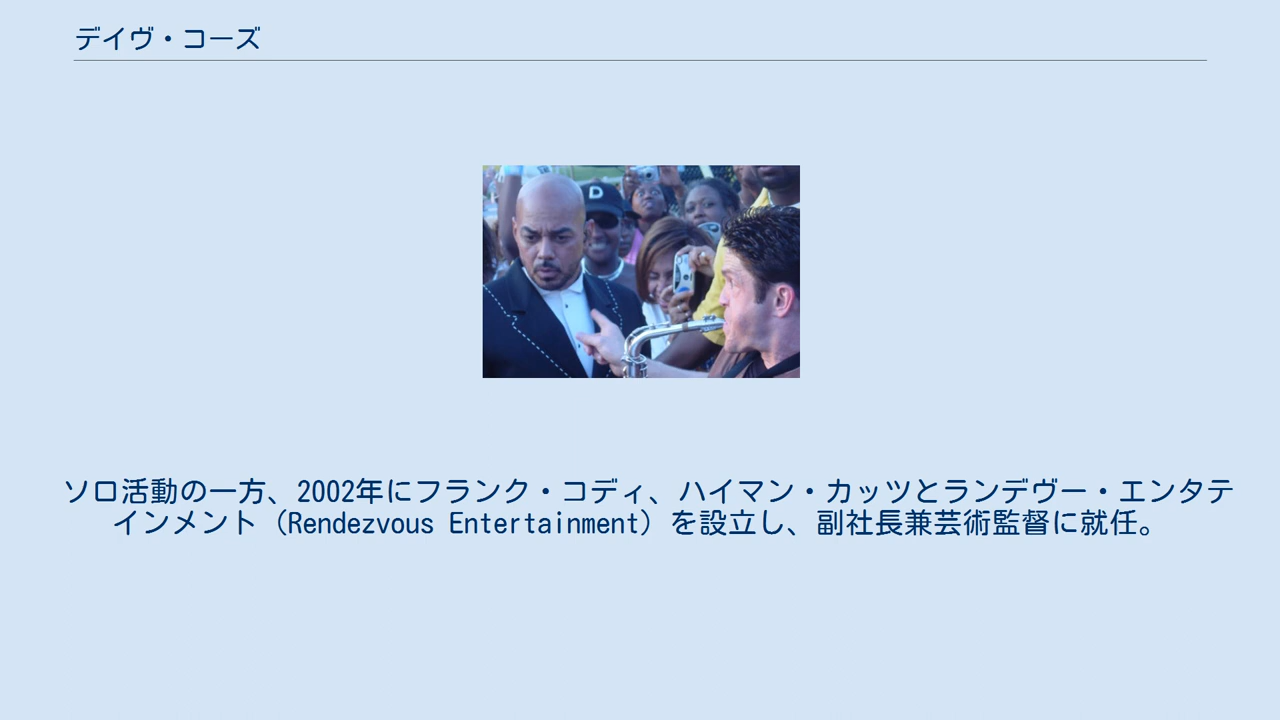 デイヴ・コーズ
D
ソロ活動の一方、2002年にフランク・コディ、ハイマン・カッツとランデヴー・エンタテ
インメント（Rendezvous Entertainment）を設立し、副社長兼芸術監督に就任。